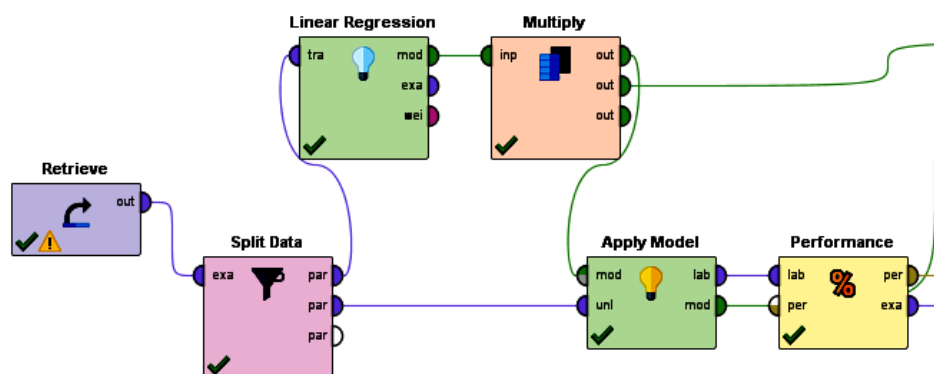 Linear Regression
tra
mod
exa
wei
Multiply
inp
out
out
out
Retrieve
out
Split Data
exa
par
par
par
Apply Model
mod
lab
unl
mod
Performance
%
lab
per
per
exa